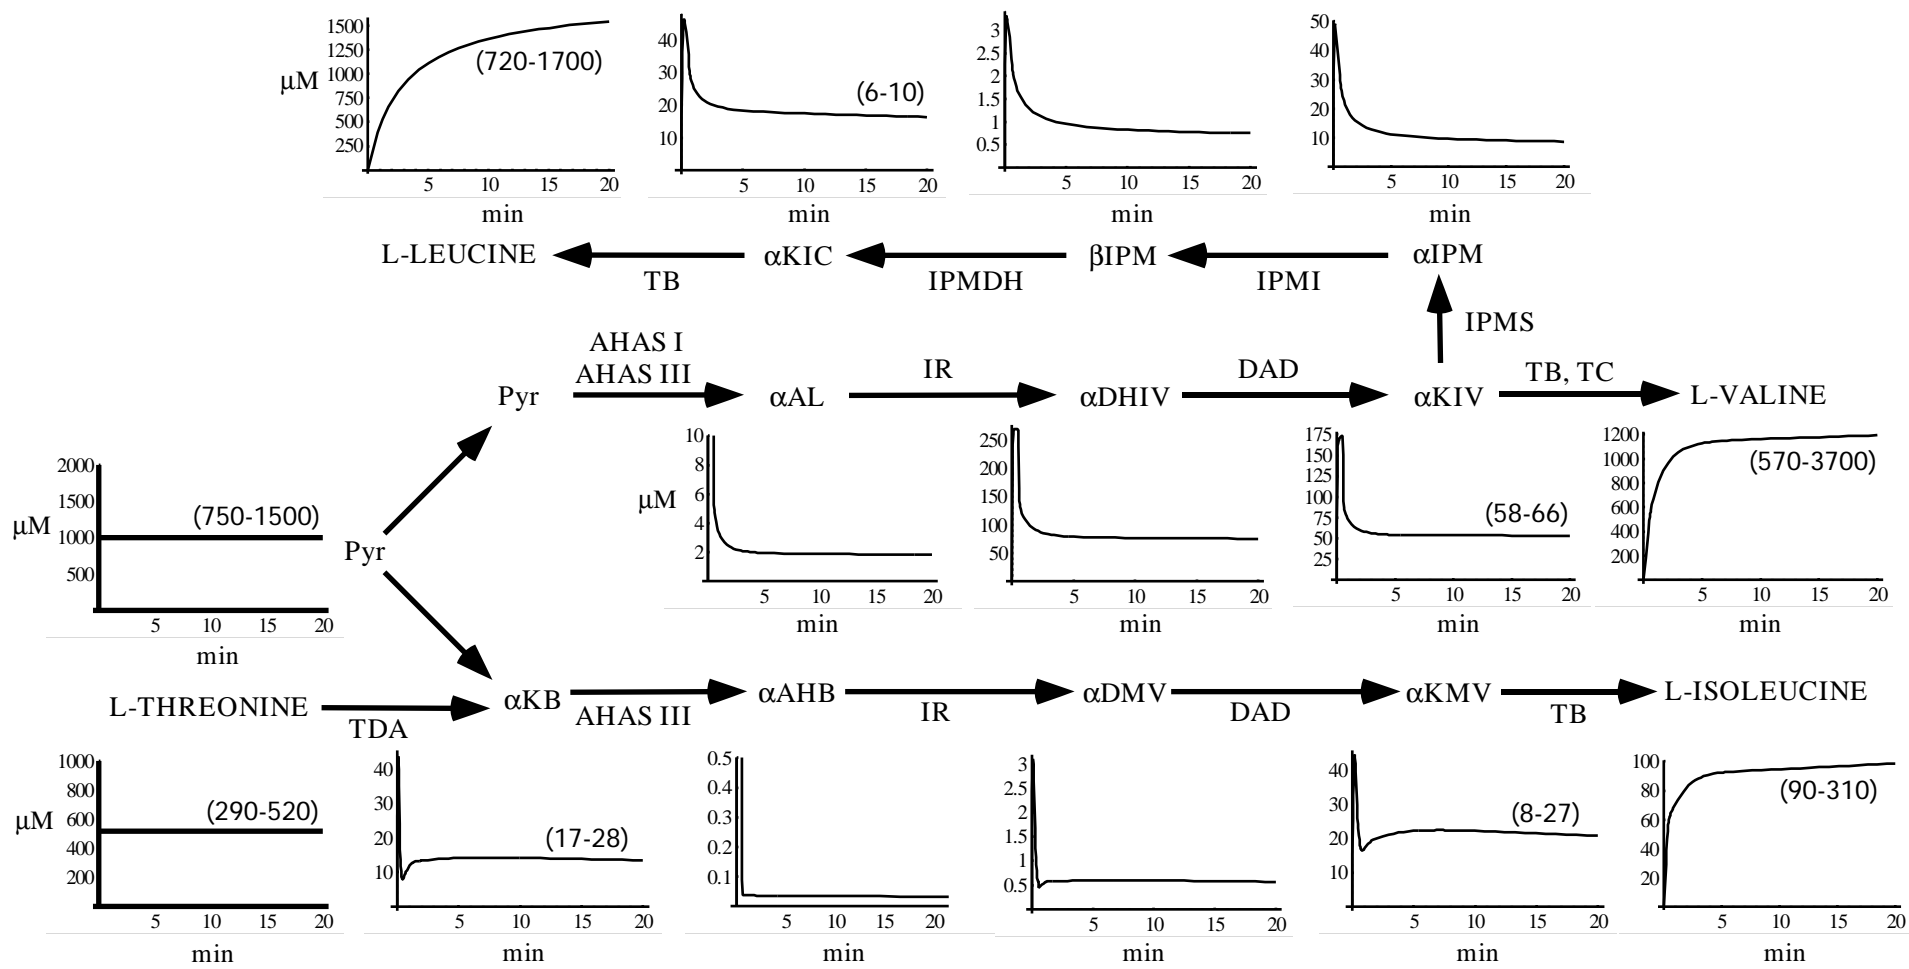 1500
1250
1000
750
500
250
μM
(720-1700)
5 10 15 20
min
40
30
20
10
(6-10)
5 10 15 20
min
3
2.5
2
1.5
1
0.5
5 10 15 20
min
50
40
30
20
10
5 10 15 20
min
L-LEUCINE αKIC βIPM αIPM
TB IPMDH IPMI
IPMS
AHAS I
AHAS III IR DAD TB, TC
Pyr αAL αDHIV αKIV L-VALINE
2000
1500
1000
500
μM
(750-1500)
5 10 15 20
min
Pyr
10
8
6
4
2
μM
5 10 15 20
min
250
200
150
100
50
5 10 15 20
min
175
150
125
100
75
50
25
(58-66)
5 10 15 20
min
1200
1000
800
600
400
200
(570-3700)
5 10 15 20
min
L-THREONINE αKB αAHB αDMV αKMV L-ISOLEUCINE
TDA AHAS III IR DAD TB
1000
800
600
400
200
μM
(290-520)
5 10 15 20
min
40
30
20
10
(17-28)
5 10 15 20
min
0.5
0.4
0.3
0.2
0.1
5 10 15 20
min
3
2.5
2
1.5
1
0.5
5 10 15 20
min
40
30
20
10
(8-27)
5 10 15 20
min
100
80
60
40
20
(90-310)
5 10 15 20
min